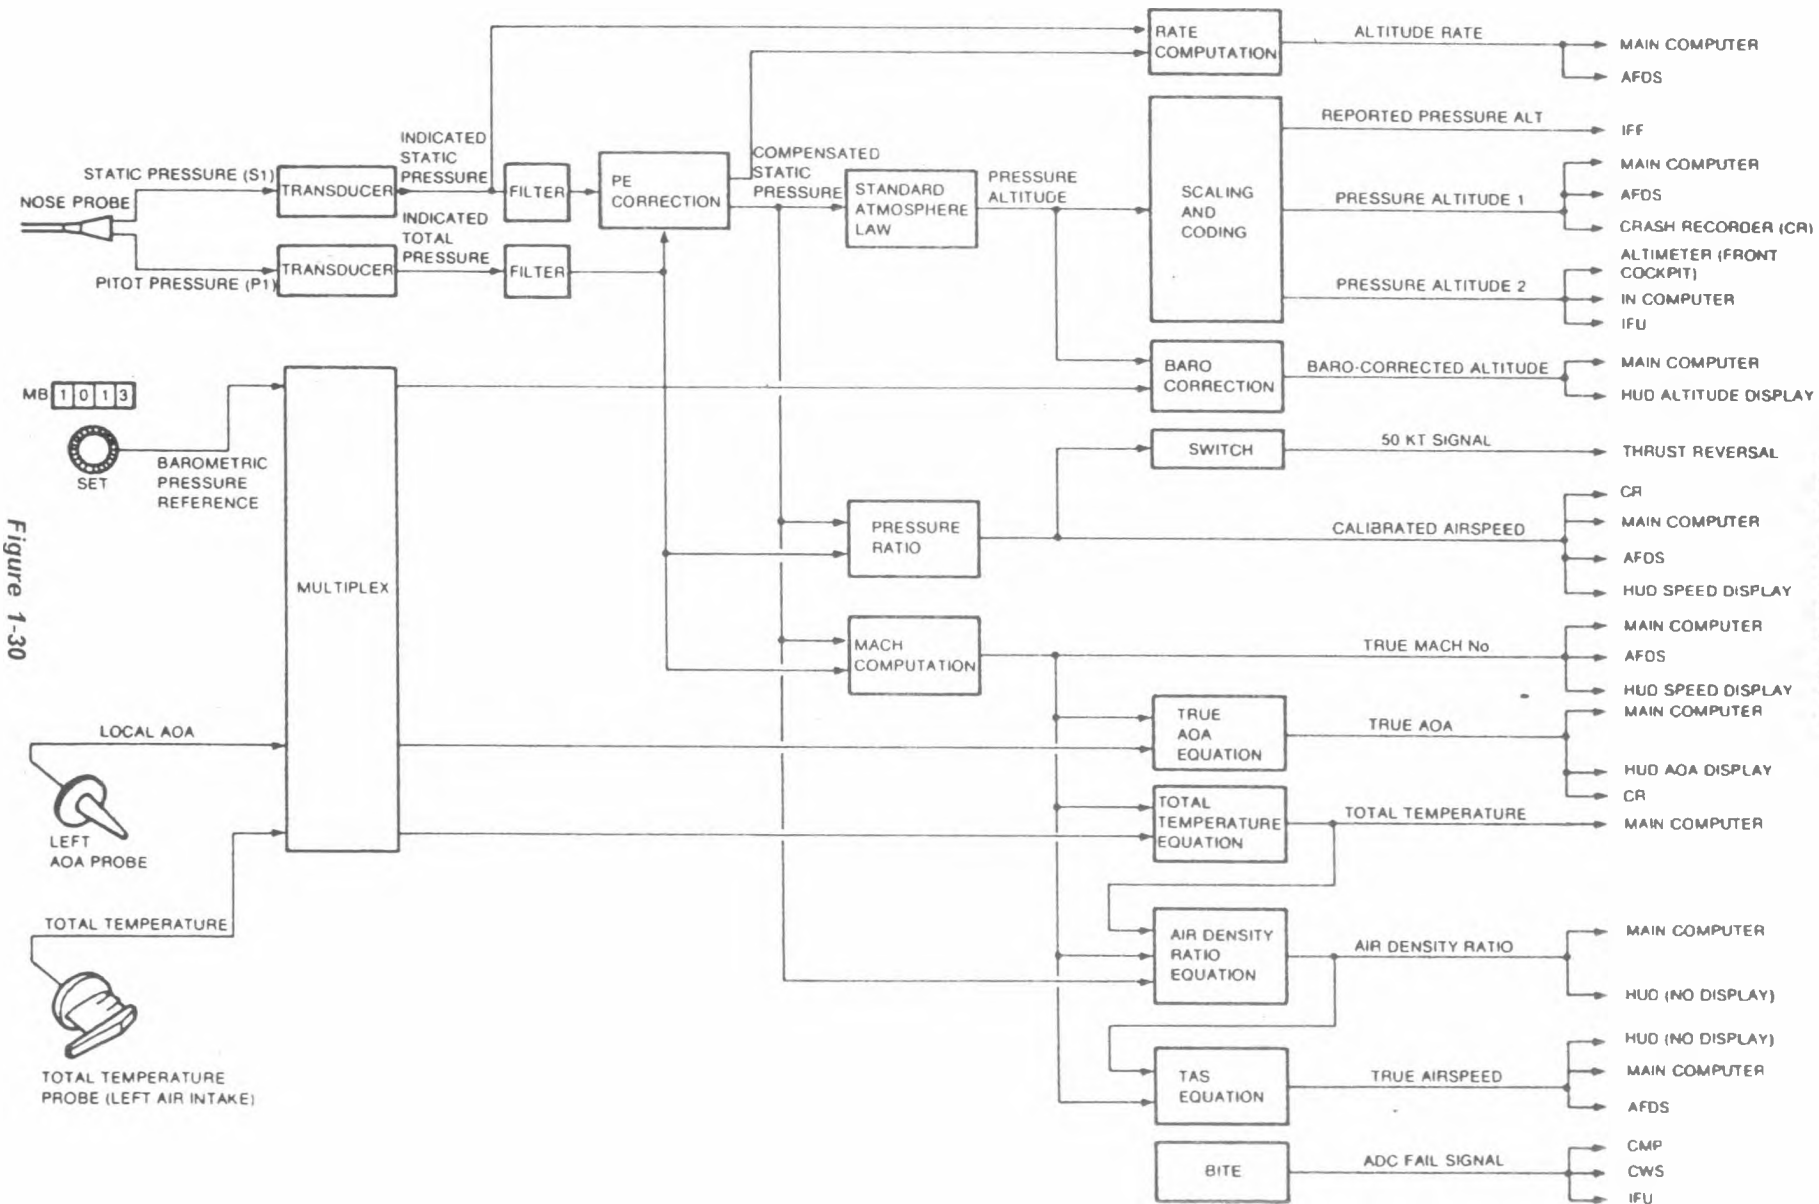 RATE
COMPUTATION
ALTITUDE RATE
MAIN COMPUTER
AFDS
REPORTED PRESSURE ALT
IFF
INDICATED
STATIC
PRESSURE
STATIC PRESSURE (S1)
TRANSDUCER
FILTER
PE
CORRECTION
COMPENSATED
STATIC
PRESSURE
STANDARD
ATMOSPHERE
LAW
PRESSURE
ALTITUDE
SCALING
AND
CODING
PRESSURE ALTITUDE 1
MAIN COMPUTER
AFDS
CRASH RECORDER (CR)
NOSE PROBE
INDICATED
TOTAL
PRESSURE
TRANSDUCER
FILTER
PITOT PRESSURE (P1)
PRESSURE ALTITUDE 2
ALTIMETER (FRONT
COCKPIT)
IN COMPUTER
IFU
MB 1013
SET
BAROMETRIC
PRESSURE
REFERENCE
MULTIPLEX
BARO
CORRECTION
BARO-CORRECTED ALTITUDE
MAIN COMPUTER
HUD ALTITUDE DISPLAY
SWITCH
50 KT SIGNAL
THRUST REVERSAL
PRESSURE
RATIO
CALIBRATED AIRSPEED
CR
MAIN COMPUTER
AFDS
HUD SPEED DISPLAY
MACH
COMPUTATION
TRUE MACH No
MAIN COMPUTER
AFDS
HUD SPEED DISPLAY
LOCAL AOA
LEFT
AOA PROBE
TRUE
AOA
EQUATION
TRUE AOA
MAIN COMPUTER
HUD AOA DISPLAY
CR
TOTAL
TEMPERATURE
EQUATION
TOTAL TEMPERATURE
MAIN COMPUTER
TOTAL TEMPERATURE
TOTAL TEMPERATURE
PROBE (LEFT AIR INTAKE)
AIR DENSITY
RATIO
EQUATION
AIR DENSITY RATIO
MAIN COMPUTER
HUD (NO DISPLAY)
TAS
EQUATION
TRUE AIRSPEED
HUD (NO DISPLAY)
MAIN COMPUTER
AFDS
BITE
ADC FAIL SIGNAL
CMP
CWS
IFU
Figure 1-30